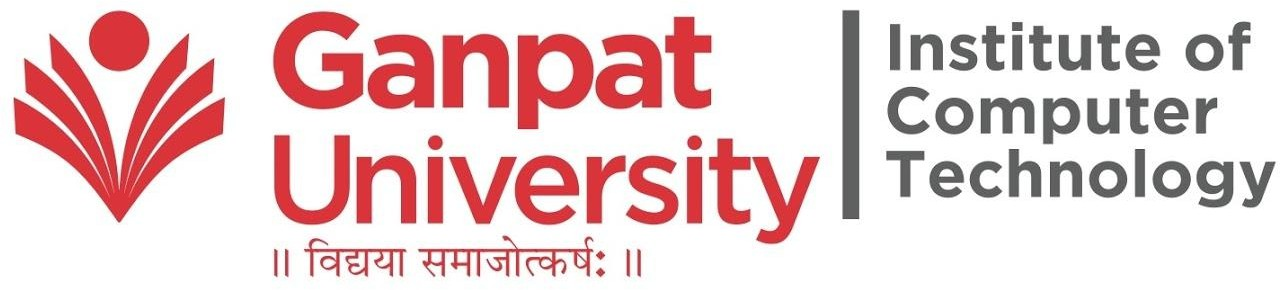 Ganpat
University
॥ विद्यया समाजोत्कर्षः ॥
Institute of
Computer
Technology